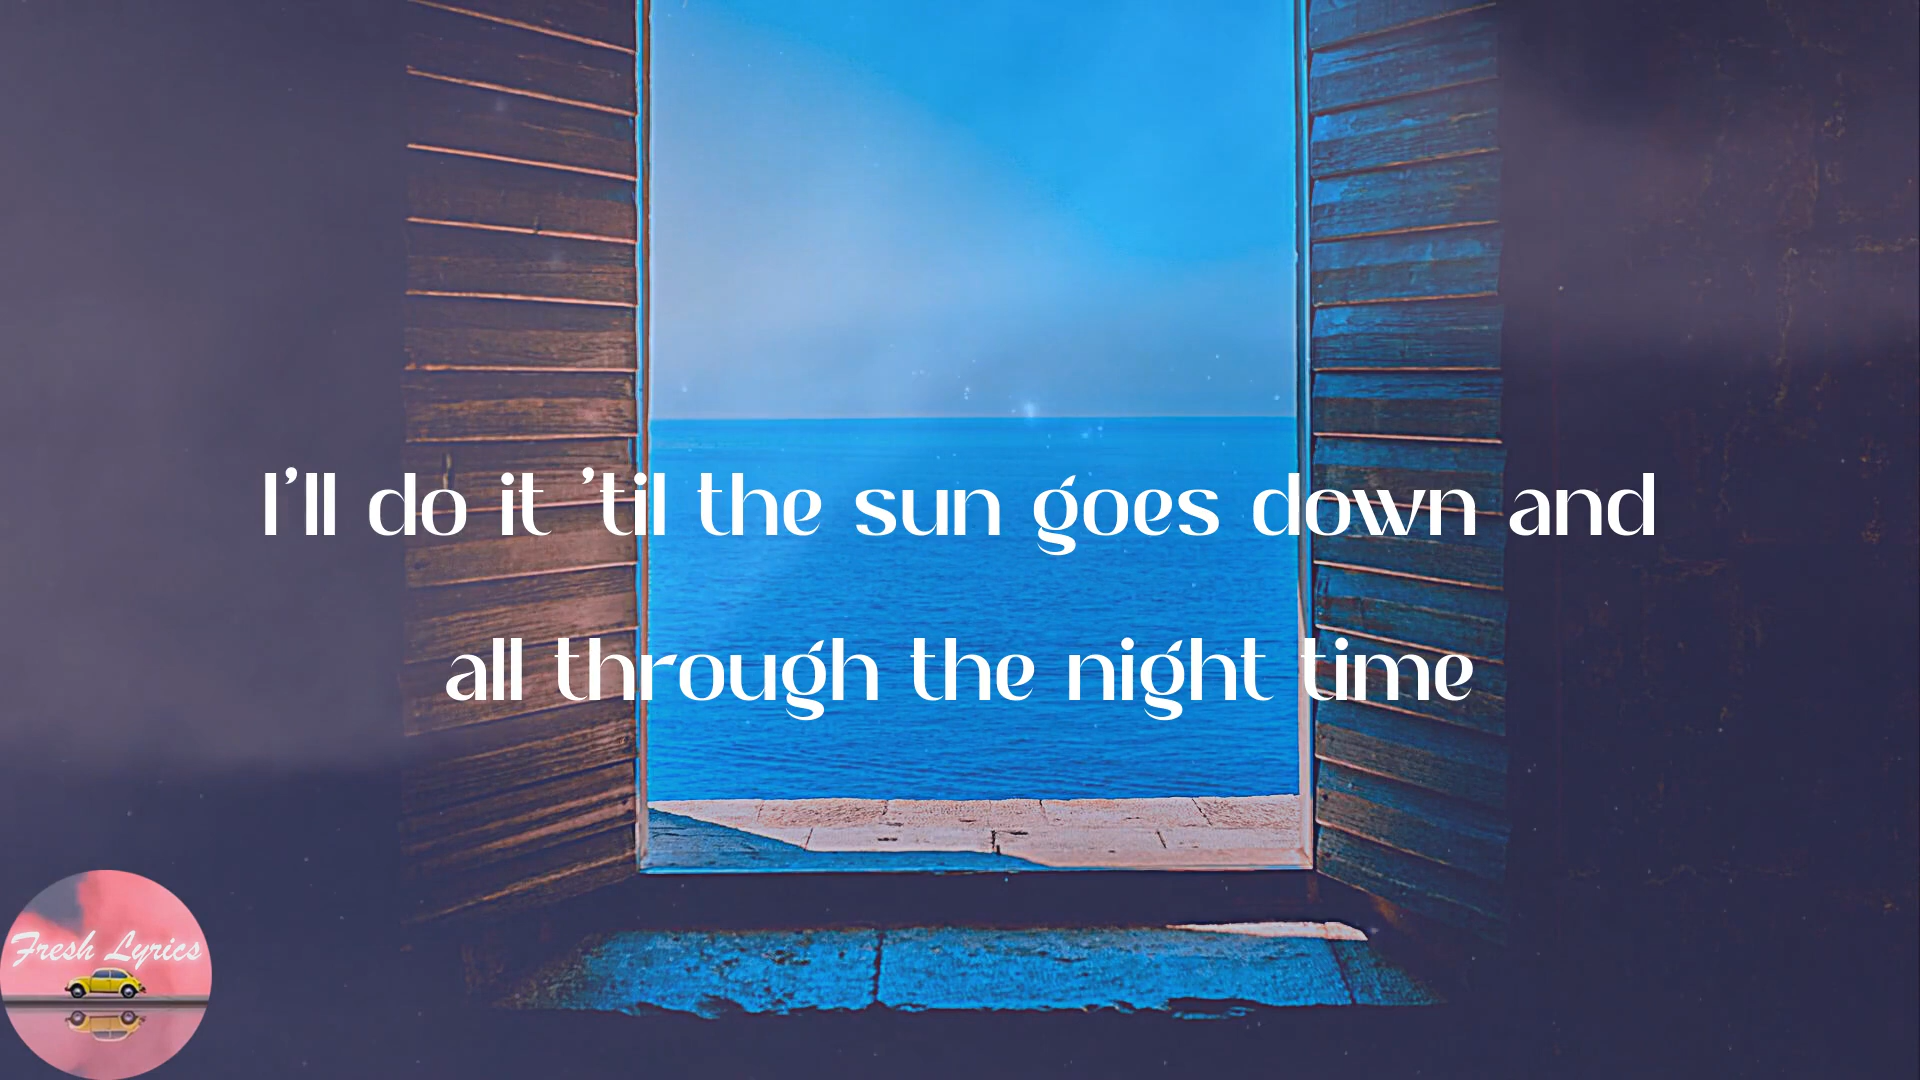 I'll do it 'til the sun goes down and
all through the night time
Fresh Lyrics